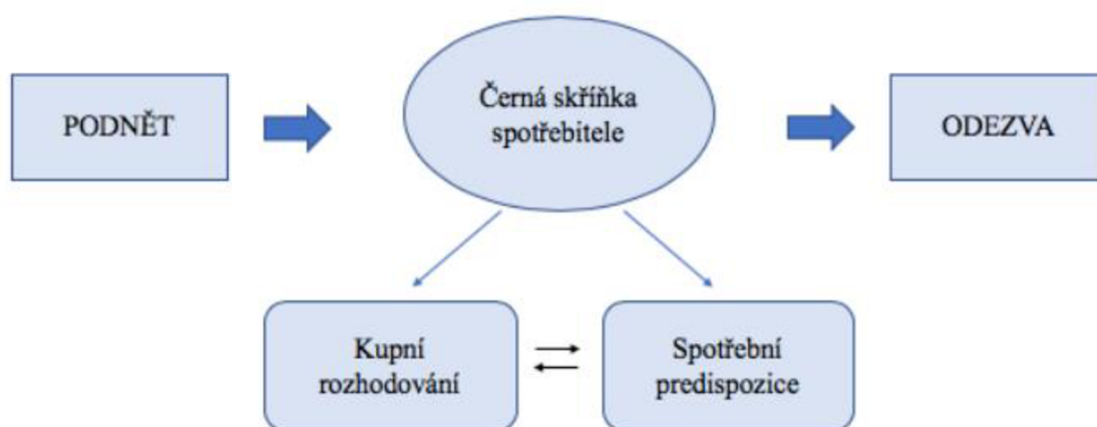 PODNĚT
Černá skříňka
spotřebitele
ODEZVA
Kupní
rozhodování
Spotřební
predispozice